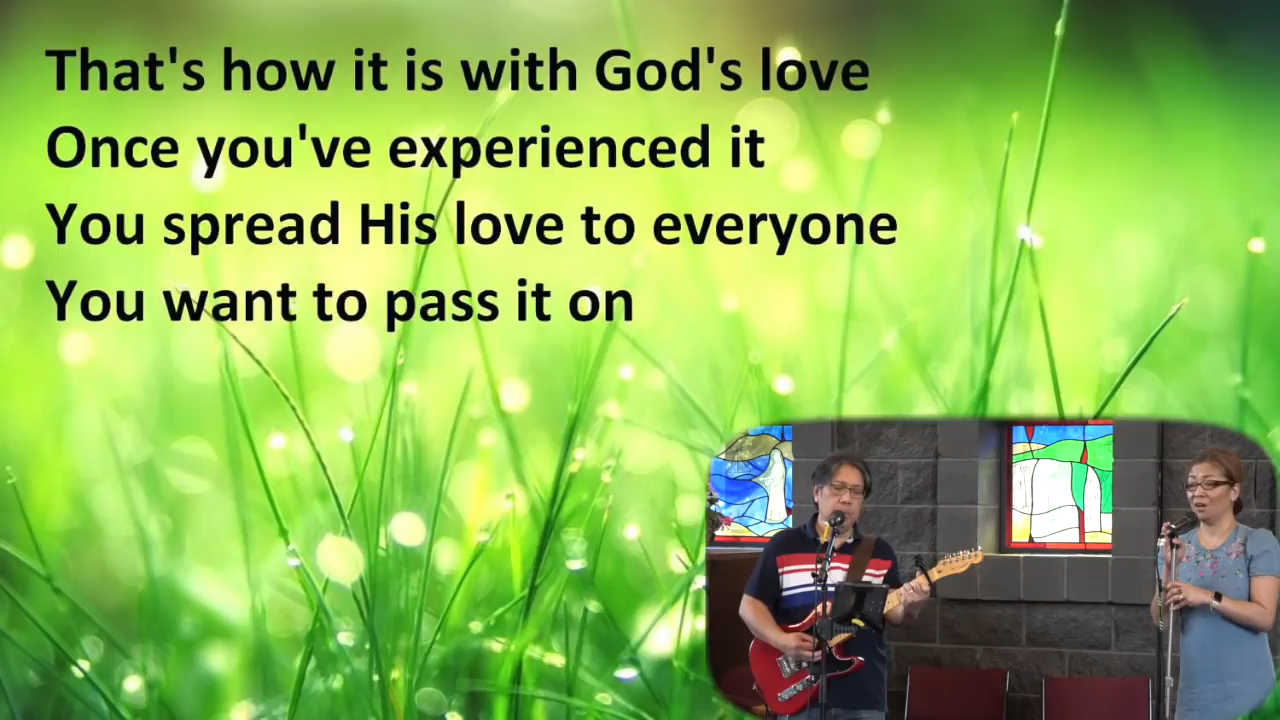 That's how it is with God's love
Once you've experienced it
You spread His love to everyone
You want to pass it on